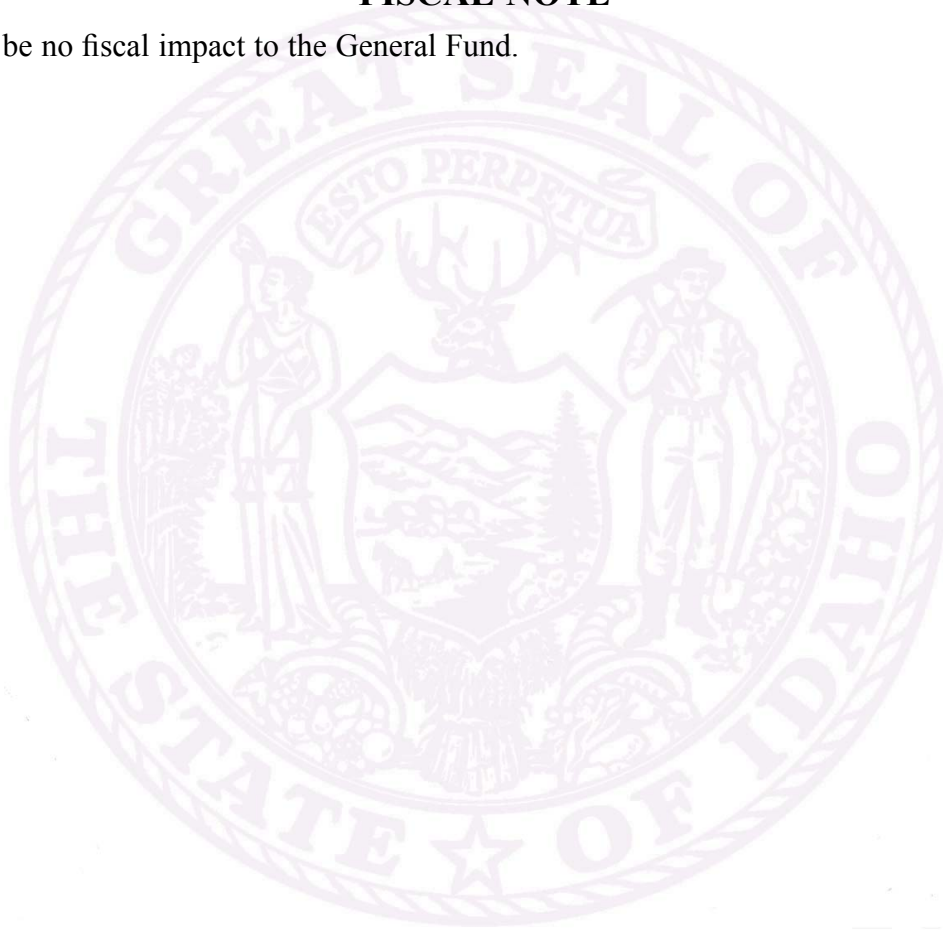 FISCAL NOTE
be no fiscal impact to the General Fund.
THE GREAT SEAL OF
STATE ★ OF IDAHO
ESTO PERPETUA